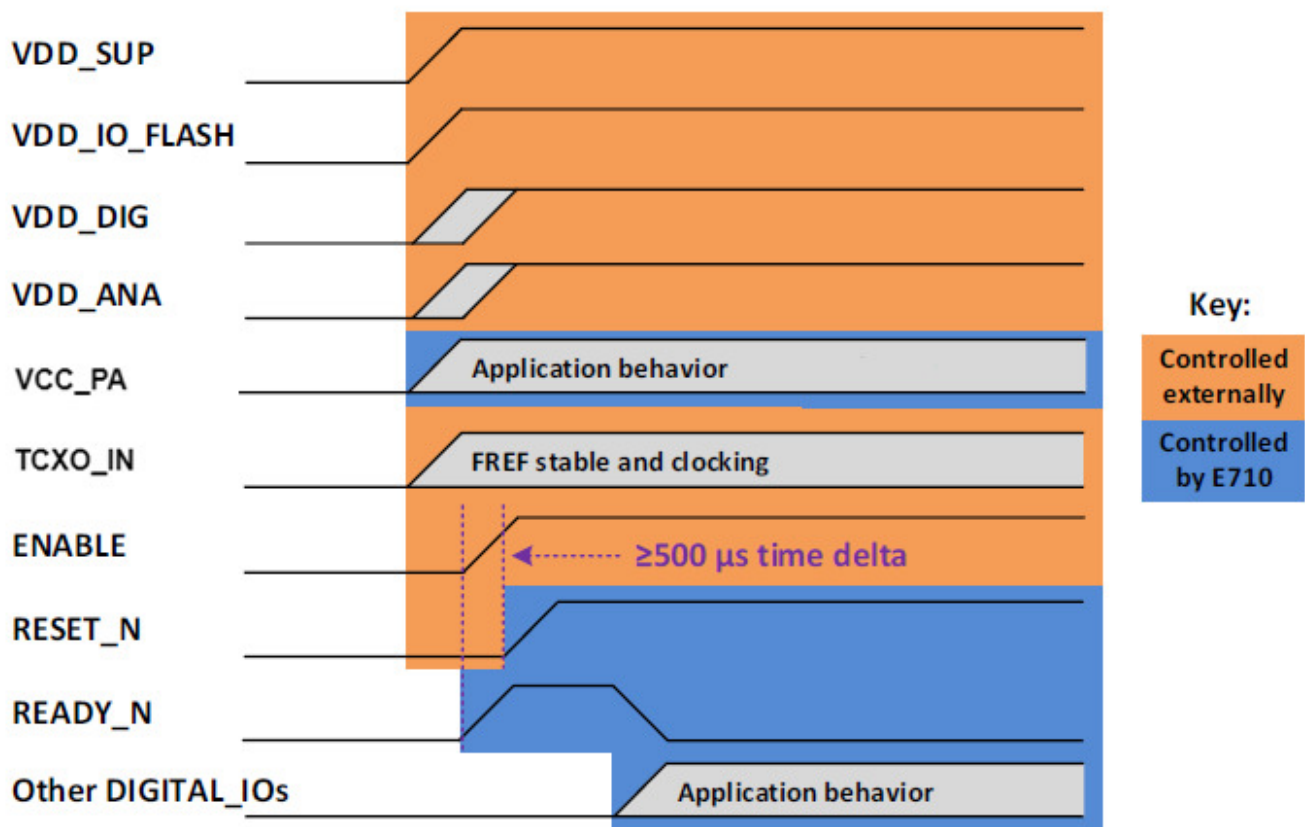 VDD_SUP
VDD_IO_FLASH
VDD_DIG
VDD_ANA
VCC_PA
Application behavior
TCXO_IN
FREF stable and clocking
ENABLE
≥500 µs time delta
RESET_N
READY_N
Other DIGITAL_IOs
Application behavior
Key:
Controlled
externally
Controlled
by E710